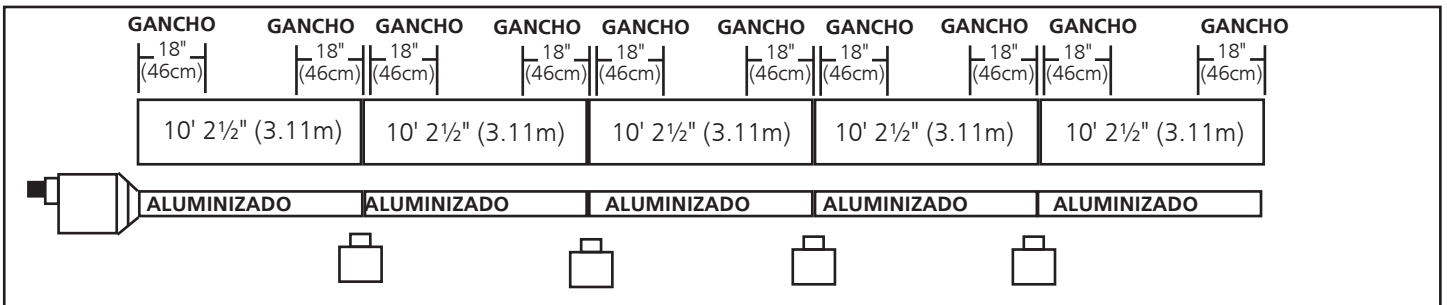 GANCHO GANCHO GANCHO GANCHO GANCHO GANCHO GANCHO GANCHO GANCHO GANCHO
18" 18" 18" 18" 18" 18" 18" 18" 18" 18"
(46cm) (46cm) (46cm) (46cm) (46cm) (46cm) (46cm) (46cm) (46cm) (46cm)
10' 2½" (3.11m) 10' 2½" (3.11m) 10' 2½" (3.11m) 10' 2½" (3.11m) 10' 2½" (3.11m)
ALUMINIZADO ALUMINIZADO ALUMINIZADO ALUMINIZADO ALUMINIZADO